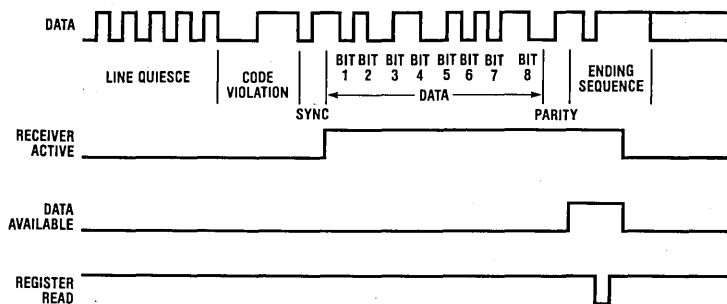 DATA
BIT BIT BIT BIT BIT BIT BIT BIT
1 2 3 4 5 6 7 8
LINE QUIESCE
CODE
VIOLATION
ENDING
SEQUENCE
DATA
SYNC
PARITY
RECEIVER
ACTIVE
DATA
AVAILABLE
REGISTER
READ